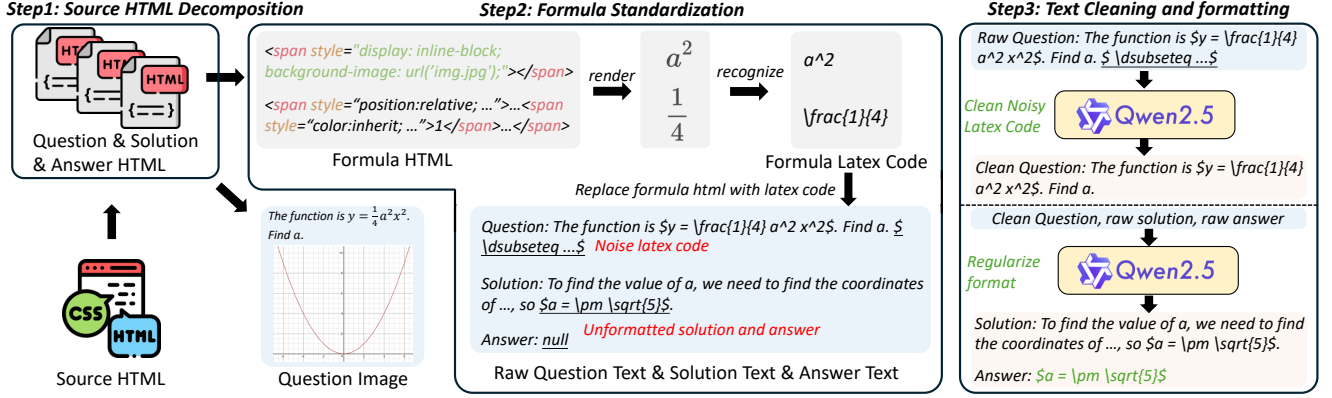 Step1: Source HTML Decomposition
HTML
HTML
HTML
{---}
{---}
Question & Solution
& Answer HTML
CSS
HTML
Source HTML
The function is y = \frac{1}{4}a^2x^2.
Find a.
Question Image
Step2: Formula Standardization
<span style="display: inline-block;
background-image: url('img.jpg');"></span>
<span style="position:relative; ...">...<span
style="color:inherit; ...">1</span>...</span>
Formula HTML
render
a²
1
4
recognize
a^2
\frac{1}{4}
Formula Latex Code
Replace formula html with latex code
Question: The function is $y = \frac{1}{4} a^2 x^2$. Find a. $
\dsubseteq ...$ Noise latex code
Solution: To find the value of a, we need to find the coordinates
of ..., so $a = \pm \sqrt{5}$.
Unformatted solution and answer
Answer: null
Raw Question Text & Solution Text & Answer Text
Step3: Text Cleaning and formatting
Raw Question: The function is $y = \frac{1}{4}
a^2 x^2$. Find a. $ \dsubseteq ...$
Clean Noisy
Latex Code
Qwen2.5
Clean Question: The function is $y = \frac{1}{4}
a^2 x^2$. Find a.
Clean Question, raw solution, raw answer
Regularize
format
Qwen2.5
Solution: To find the value of a, we need to find
the coordinates of ..., so $a = \pm \sqrt{5}$.
Answer: $a = \pm \sqrt{5}$